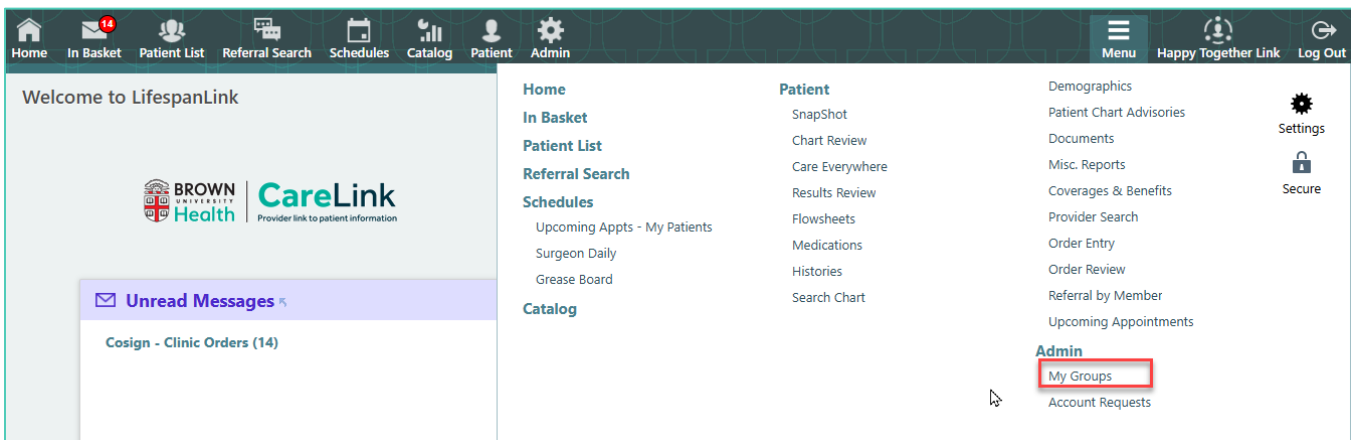 14
Home In Basket Patient List Referral Search Schedules Catalog Patient Admin Menu Happy Together Link Log Out
Welcome to LifespanLink
BROWN
UNIVERSITY
Health
CareLink
Provider link to patient information
Unread Messages
Cosign - Clinic Orders (14)
Home
In Basket
Patient List
Referral Search
Schedules
Upcoming Appts - My Patients
Surgeon Daily
Grease Board
Catalog
Patient
SnapShot
Chart Review
Care Everywhere
Results Review
Flowsheets
Medications
Histories
Search Chart
Demographics
Patient Chart Advisories
Documents
Misc. Reports
Coverages & Benefits
Provider Search
Order Entry
Order Review
Referral by Member
Upcoming Appointments
Admin
My Groups
Account Requests
Settings
Secure